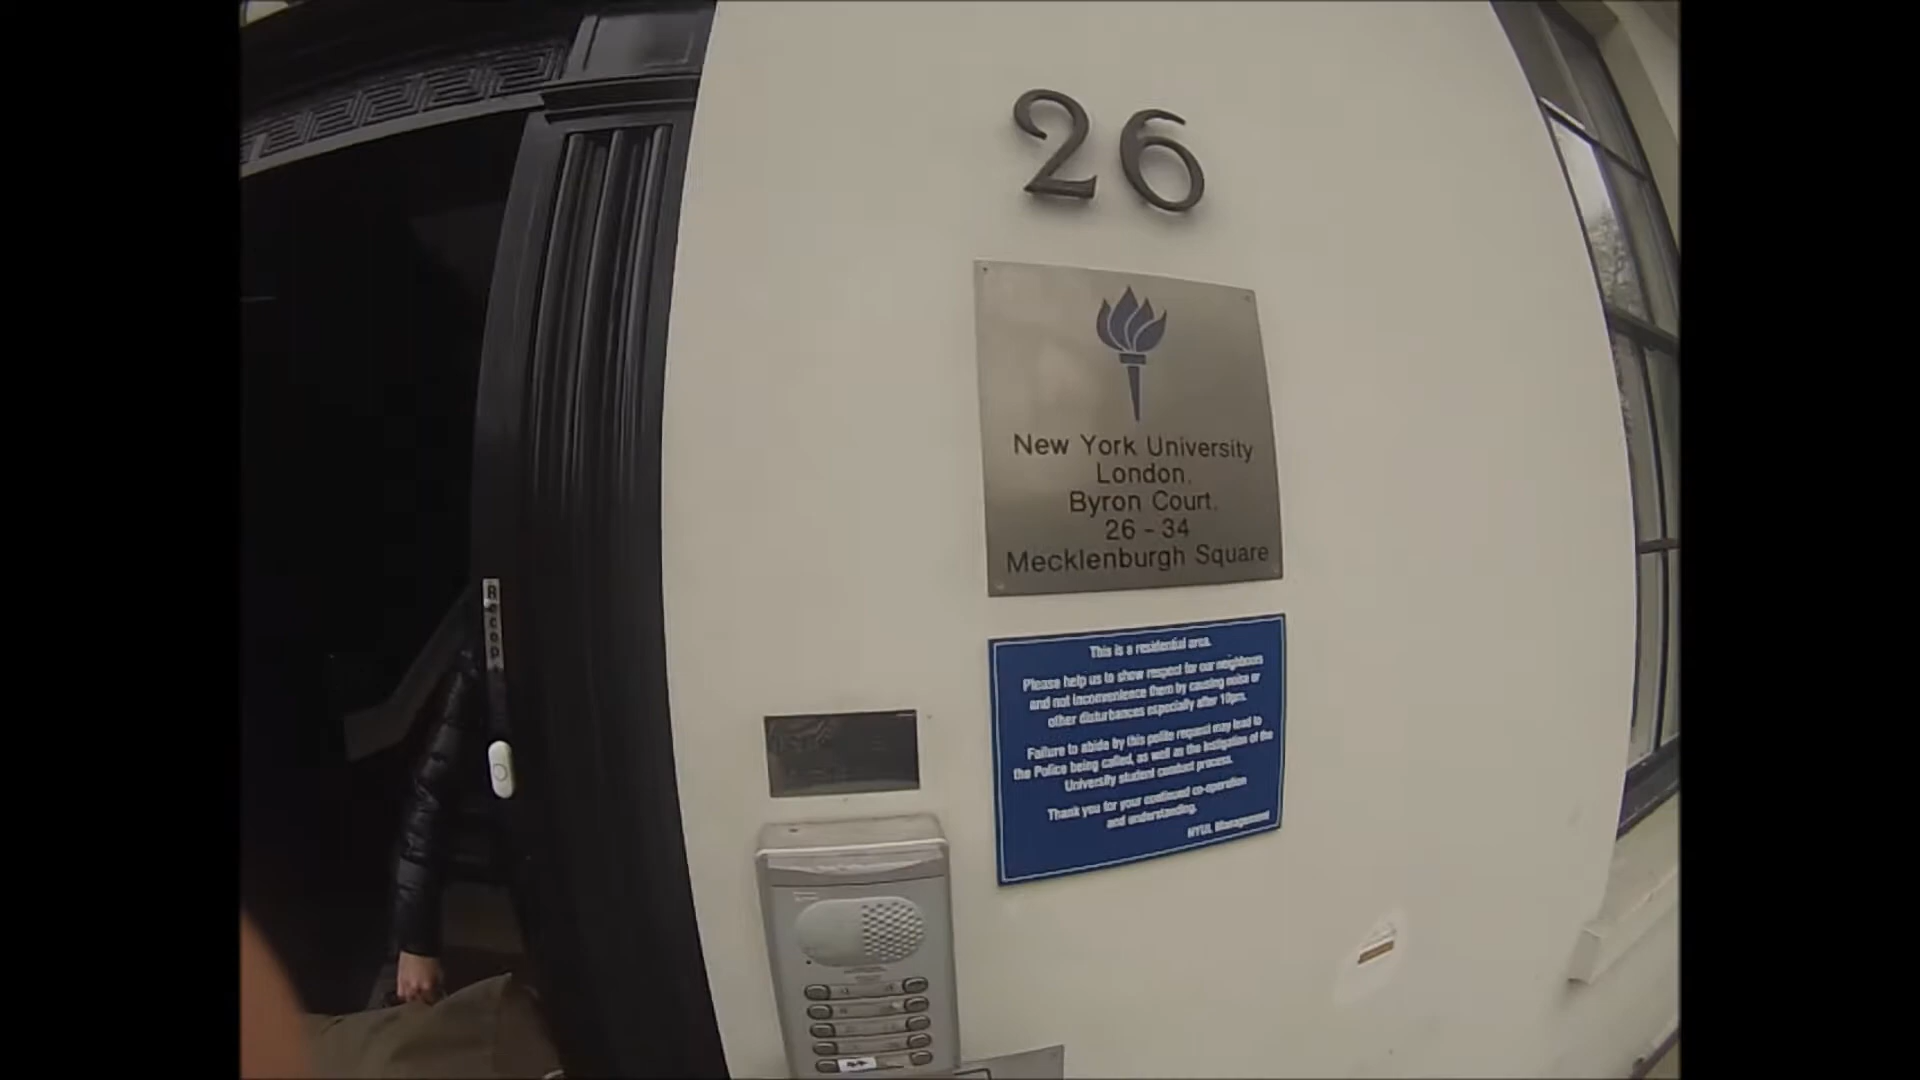 26
New York University
London.
Byron Court.
26 - 34
Mecklenburgh Square
This is a residential area.
Please help us to show respect for our neighbours
and not inconvenience them by causing noise or
other disturbances especially after 10pm.
Failure to abide by this polite request may lead to
the Police being called, as well as the instigation of the
University student conduct process.
Thank you for your continued co-operation
and understanding.
NYUL Management